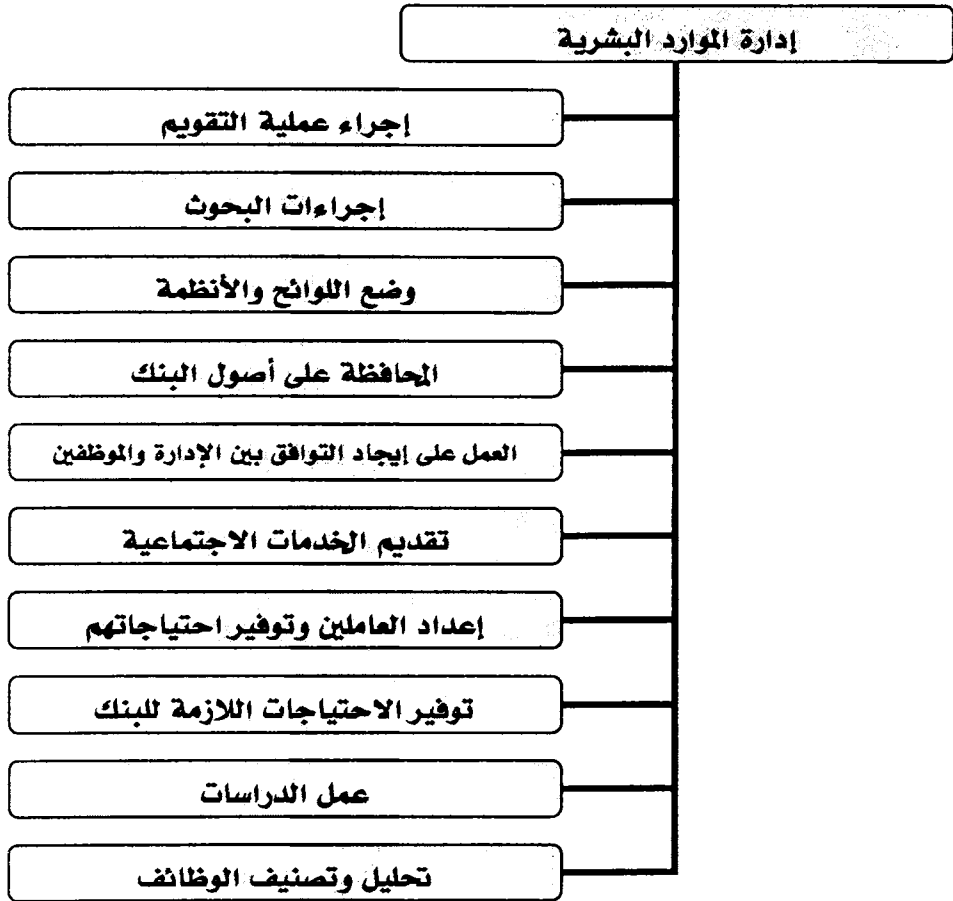 إدارة الموارد البشرية
إجراء عملية التقويم
إجراءات البحوث
وضع اللوائح والأنظمة
المحافظة على أصول البنك
العمل على إيجاد التوافق بين الإدارة والموظفين
تقديم الخدمات الاجتماعية
إعداد العاملين وتوفير احتياجاتهم
توفير الاحتياجات اللازمة للبنك
عمل الدراسات
تحليل وتصنيف الوظائف